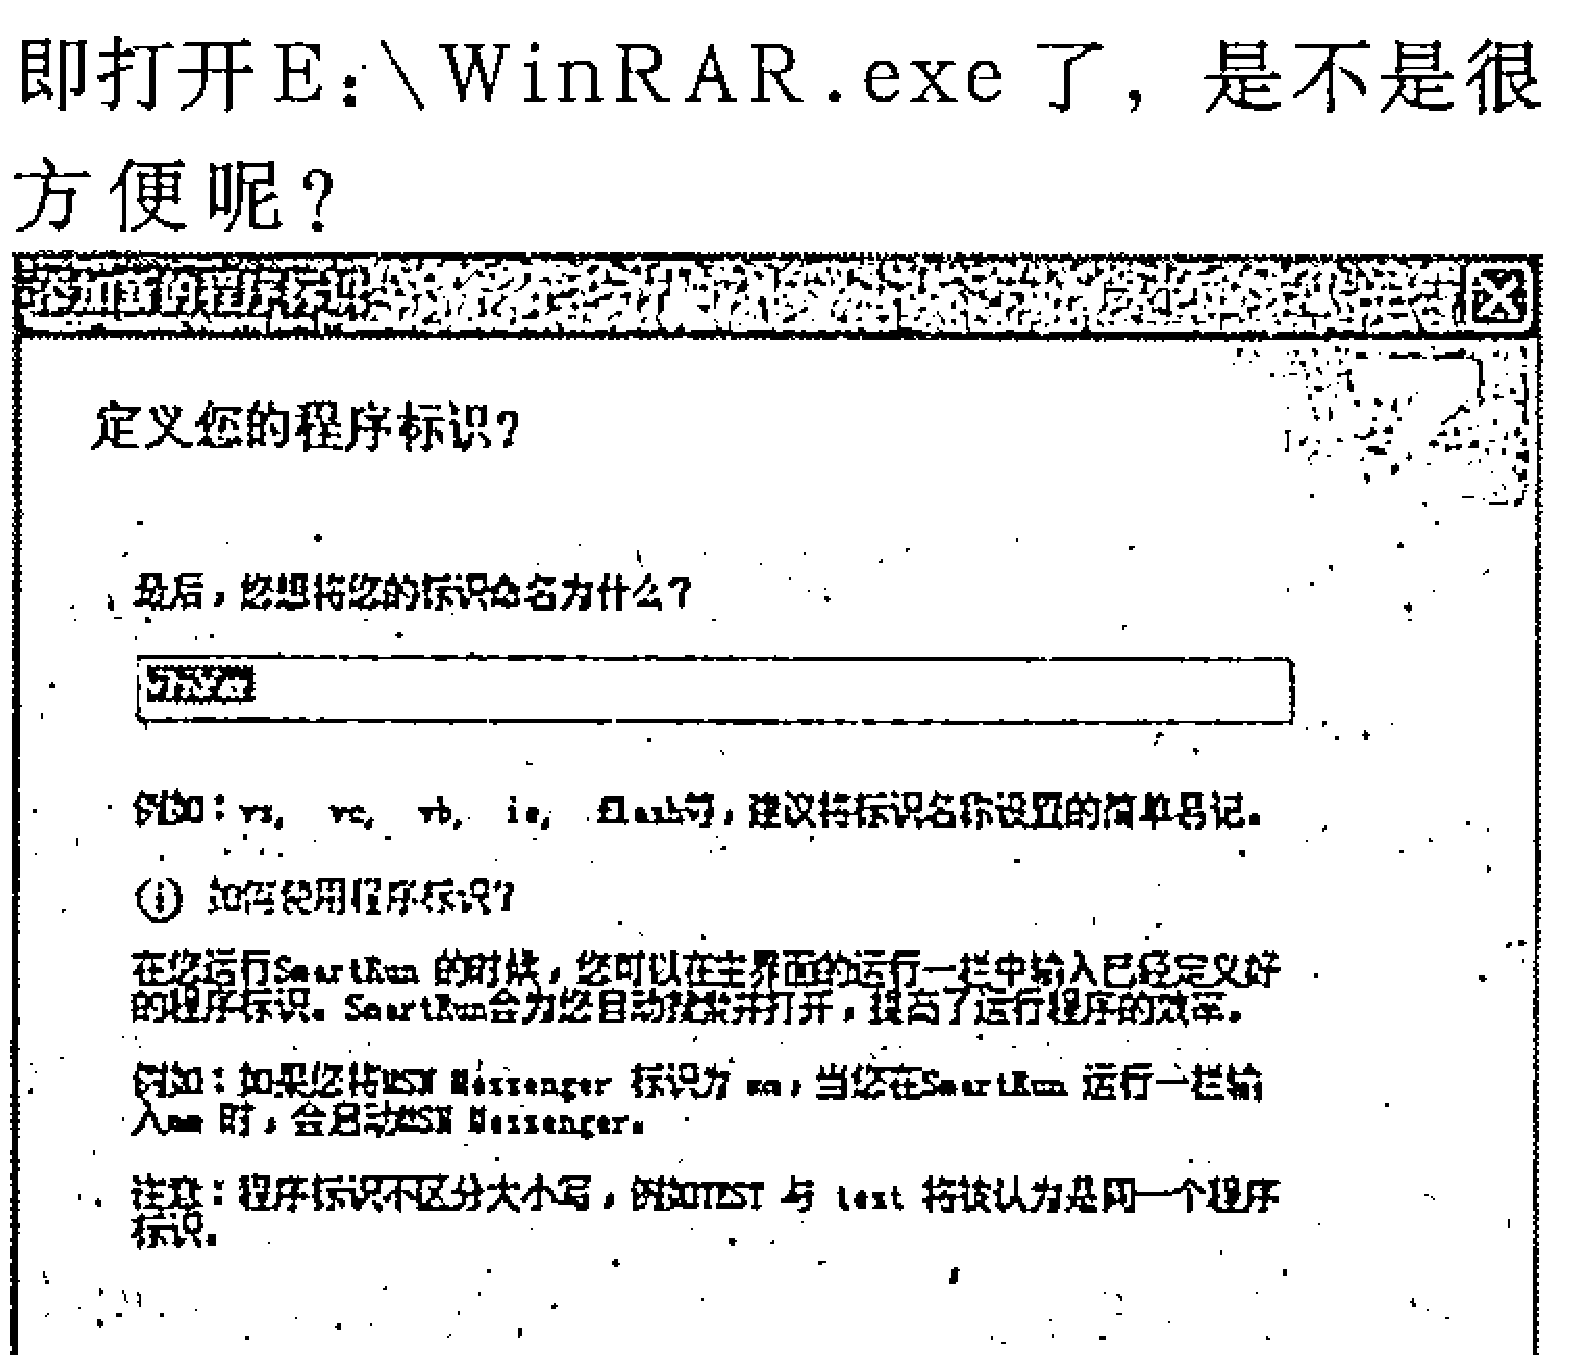 即打开E:\WinRAR.exe了，是不是很
方便呢？
添加新的程序标识
定义您的程序标识?
最后，您想将您的标识命名为什么?
例如：vs, vc, vb, ie, flash等，建议将标识名称设置的简单易记。
如何使用程序标识?
在您运行SmartRun 的时候，您可以在主界面的运行一栏中输入已经定义好
的程序标识。SmartRun会为您自动搜索并打开，提高了运行程序的效率。
例如：如果您将MSN Messenger 标识为 mm，当您在SmartRun 运行一栏输
入mm 时，会启动MSN Messenger。
注意：程序标识不区分大小写，例如TEST 与 test 将被认为是同一个程序
标识。